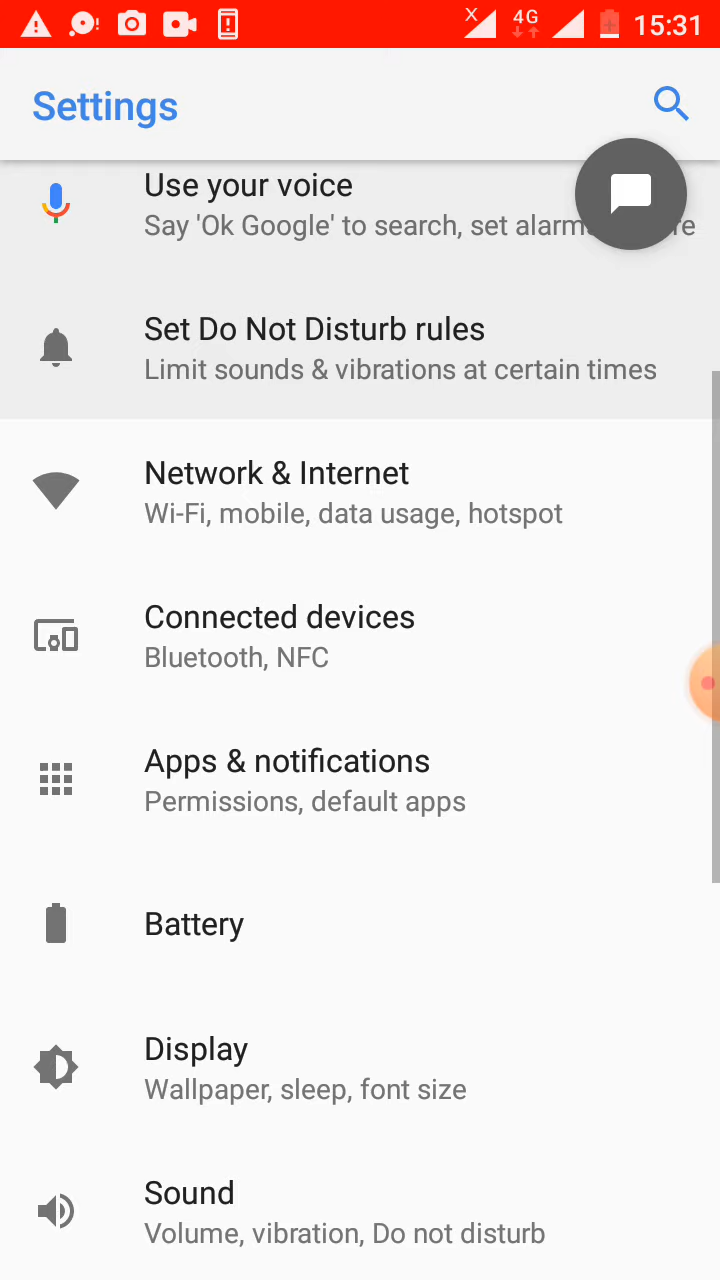 X 4G 15:31
Settings
Use your voice
Say 'Ok Google' to search, set alarm re
Set Do Not Disturb rules
Limit sounds & vibrations at certain times
Network & Internet
Wi-Fi, mobile, data usage, hotspot
Connected devices
Bluetooth, NFC
Apps & notifications
Permissions, default apps
Battery
Display
Wallpaper, sleep, font size
Sound
Volume, vibration, Do not disturb